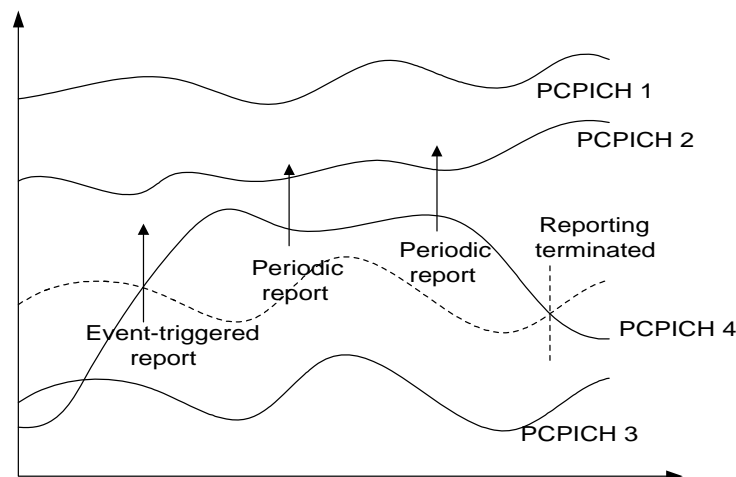 PCPICH 1
PCPICH 2
Reporting
terminated
Periodic
report
Periodic
report
Event-triggered
report
PCPICH 4
PCPICH 3